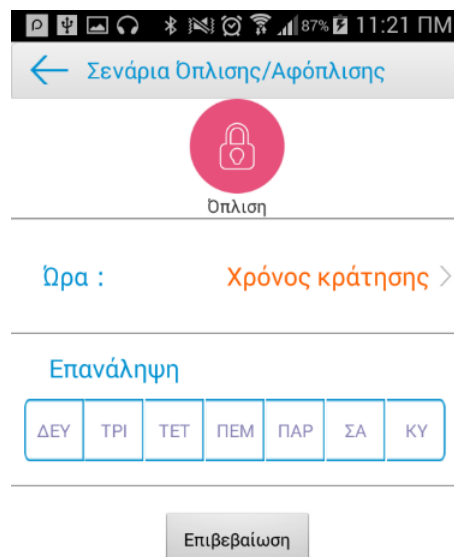 87% 11:21 ΠΜ
Σενάρια Όπλισης/Αφόπλισης
Όπλιση
Ώρα : Χρόνος κράτησης >
Επανάληψη
ΔΕΥ ΤΡΙ ΤΕΤ ΠΕΜ ΠΑΡ ΣΑ ΚΥ
Επιβεβαίωση